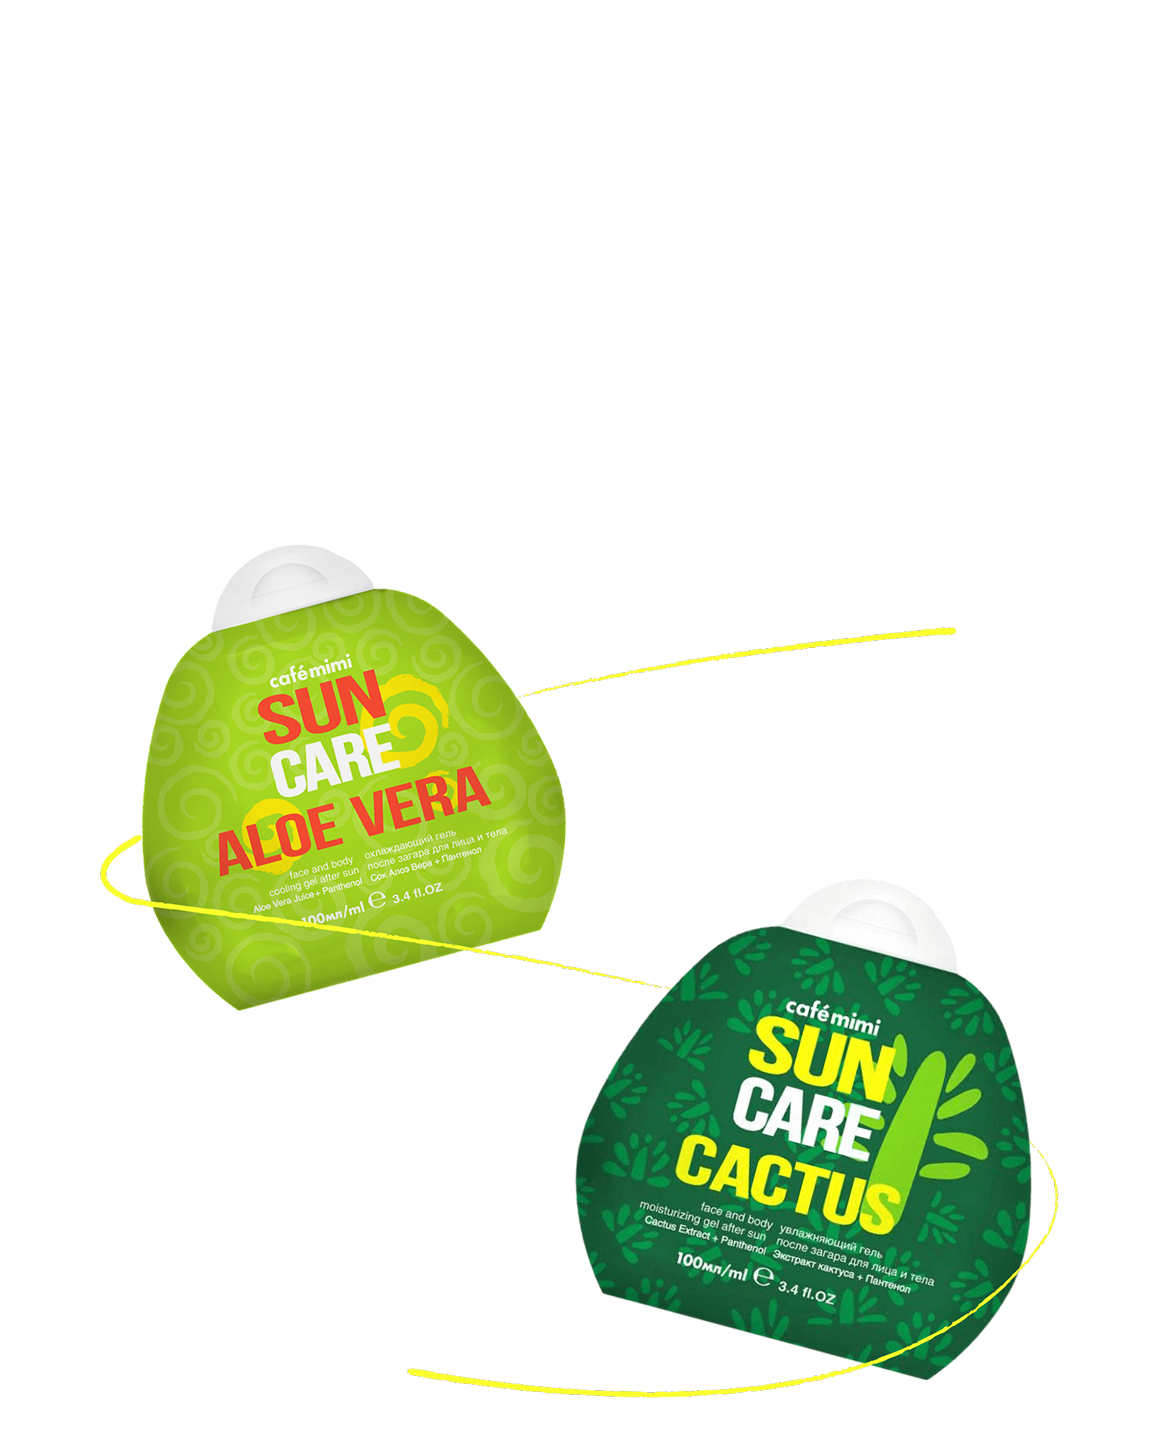 café mimi
SUN
CARE
ALOE VERA
face and body
cooling gel after sun
Aloe Vera Juice + Panthenol
охлаждающий гель
после загара для лица и тела
Сок Алоэ Вера + Пантенол
100мл/ml ℮ 3.4 fl.OZ
café mimi
SUN
CARE
CACTUS
face and body
moisturizing gel after sun
Cactus Extract + Panthenol
увлажняющий гель
после загара для лица и тела
Экстракт кактуса + Пантенол
100мл/ml ℮ 3.4 fl.OZ